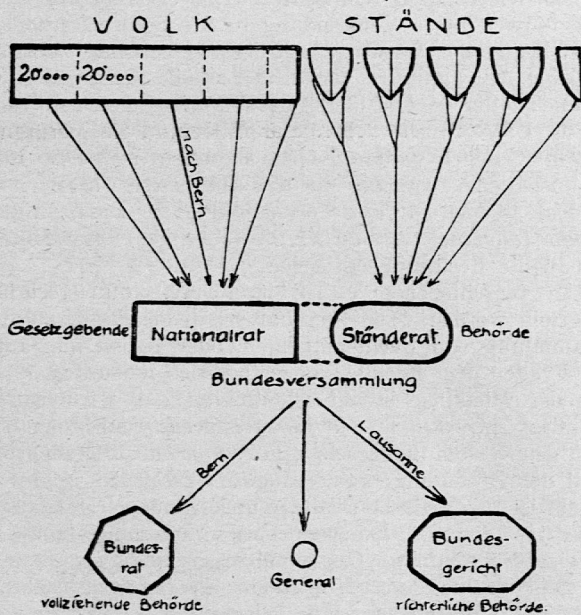 VOLK STÄNDE
20000 20000
nach Bern
Gesetzgebende Nationalrat Ständerat. Behörde
Bundesversammlung
Bern Lausanne
Bundes-
rat
General
Bundes-
gericht
vollziehende Behörde
richterliche Behörde.